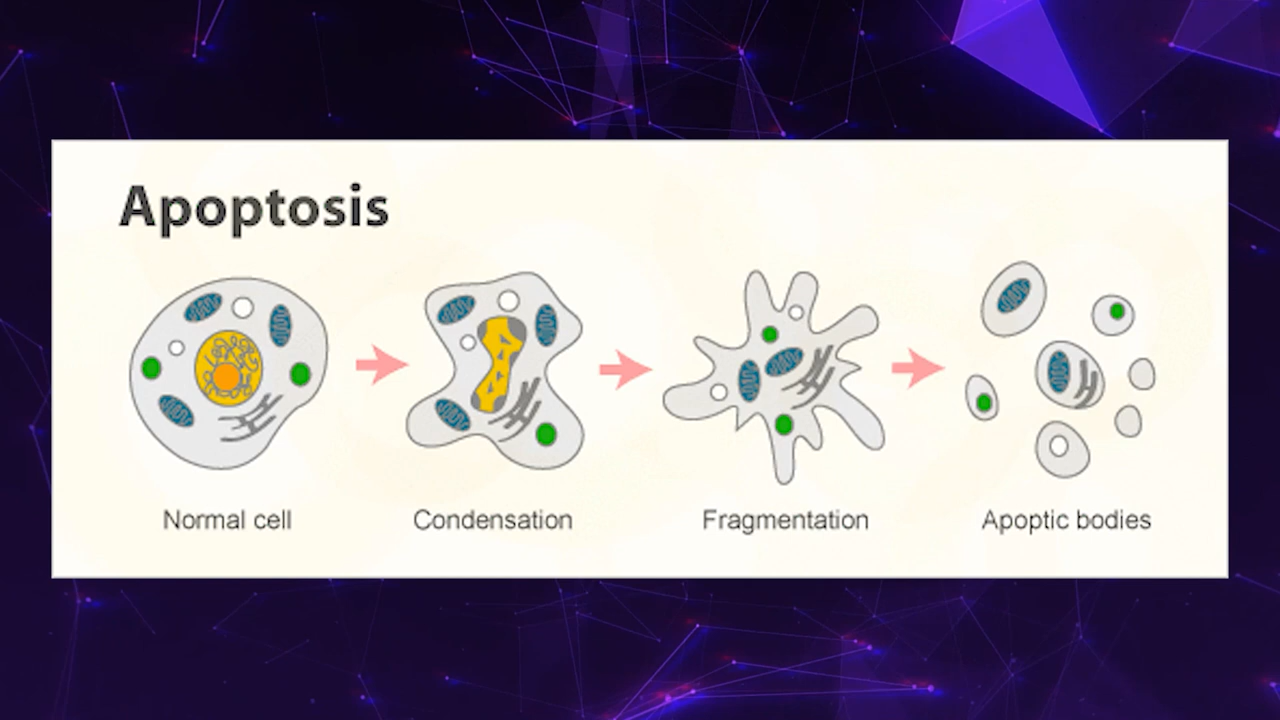 Apoptosis
Normal cell
Condensation
Fragmentation
Apoptic bodies